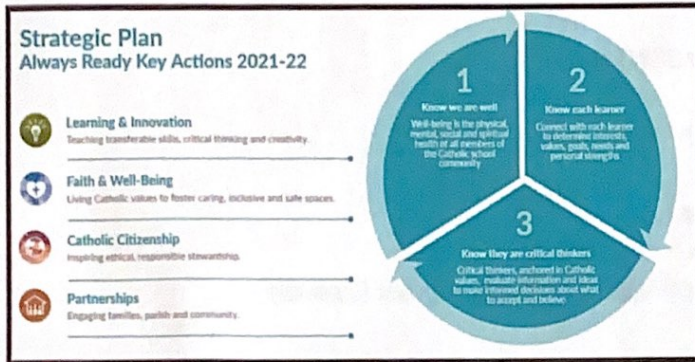 Strategic Plan
Always Ready Key Actions 2021-22
Learning & Innovation
Teaching transferable skills, critical thinking and creativity.
Faith & Well-Being
Living Catholic values to foster caring, inclusive and safe spaces.
Catholic Citizenship
Inspiring ethical, responsible stewardship.
Partnerships
Engaging families, parish and community.
1
Know we are well
Well-being is the physical,
mental, social and spiritual
health of all members of
the Catholic school
community
2
Know each learner
Connect with each learner
to determine interests,
values, goals, needs and
personal strengths
3
Know they are critical thinkers
Critical thinkers, anchored in Catholic
values, evaluate information and ideas
to make informed decisions about what
to accept and believe